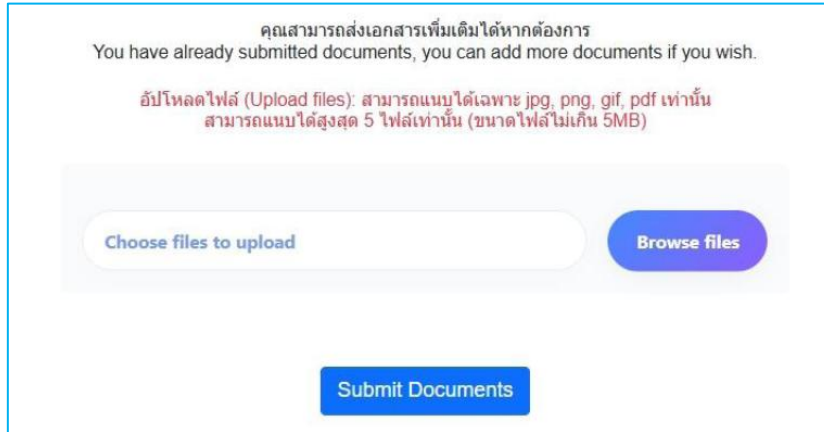 คุณสามารถส่งเอกสารเพิ่มเติมได้หากต้องการ
You have already submitted documents, you can add more documents if you wish.
อัปโหลดไฟล์ (Upload files): สามารถแนบได้เฉพาะ jpg, png, gif, pdf เท่านั้น
สามารถแนบได้สูงสุด 5 ไฟล์เท่านั้น (ขนาดไฟล์ไม่เกิน 5MB)
Choose files to upload
Browse files
Submit Documents